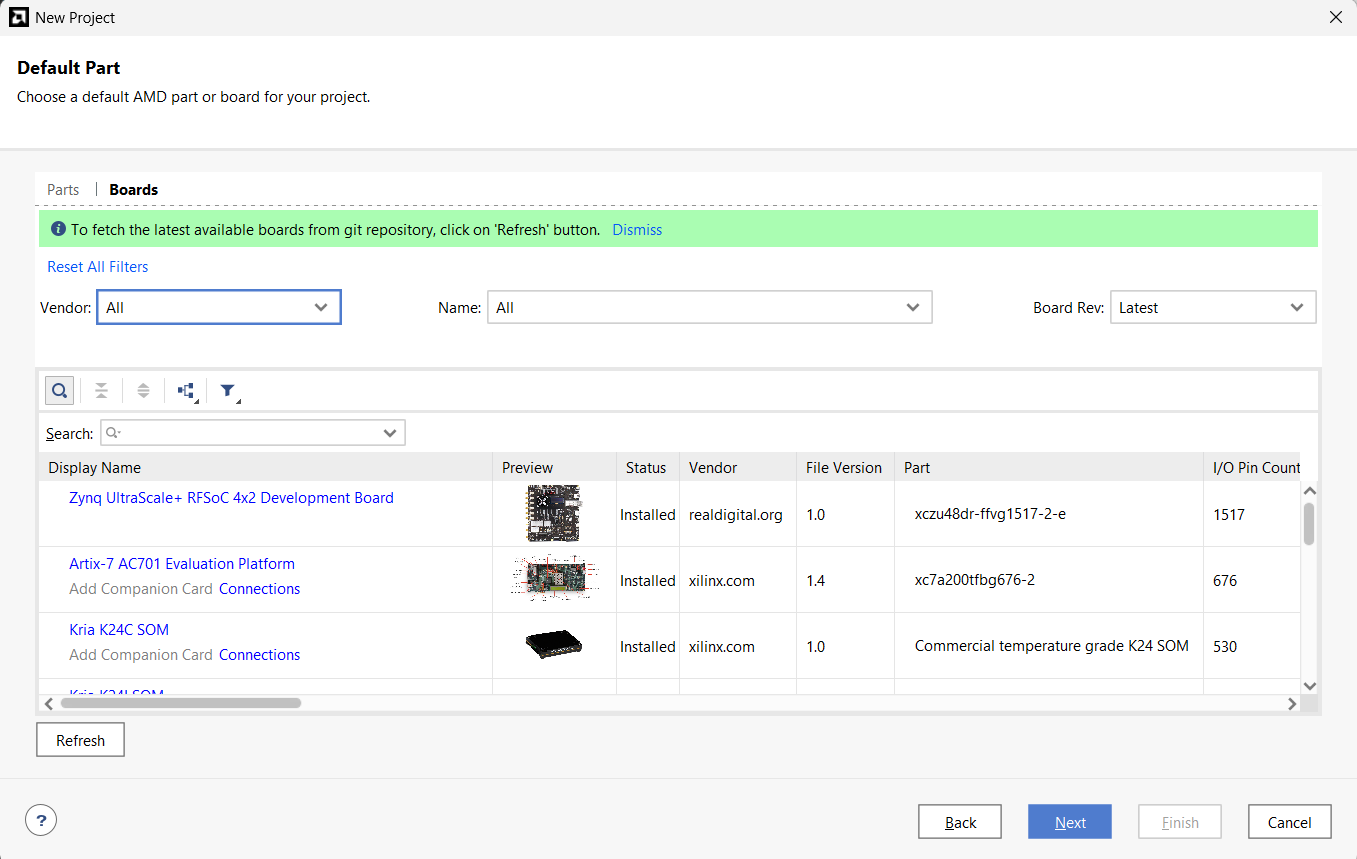 New Project
Default Part
Choose a default AMD part or board for your project.
Parts | Boards
To fetch the latest available boards from git repository, click on 'Refresh' button. Dismiss
Reset All Filters
Vendor: All Name: All Board Rev: Latest
Search:
Display Name Preview Status Vendor File Version Part I/O Pin Count
Zynq UltraScale+ RFSoC 4x2 Development Board
Installed realdigital.org 1.0 xczu48dr-ffvg1517-2-e 1517
Artix-7 AC701 Evaluation Platform
Add Companion Card Connections
Installed xilinx.com 1.4 xc7a200tfbg676-2 676
Kria K24C SOM
Add Companion Card Connections
Installed xilinx.com 1.0 Commercial temperature grade K24 SOM 530
Kria K24I SOM
Refresh
? Back Next Finish Cancel